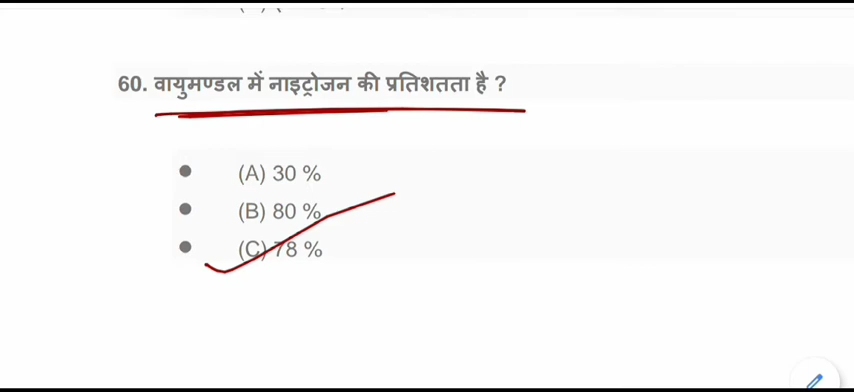 60. वायुमण्डल में नाइट्रोजन की प्रतिशतता है ?
(A) 30 %
(B) 80 %
(C) 78 %